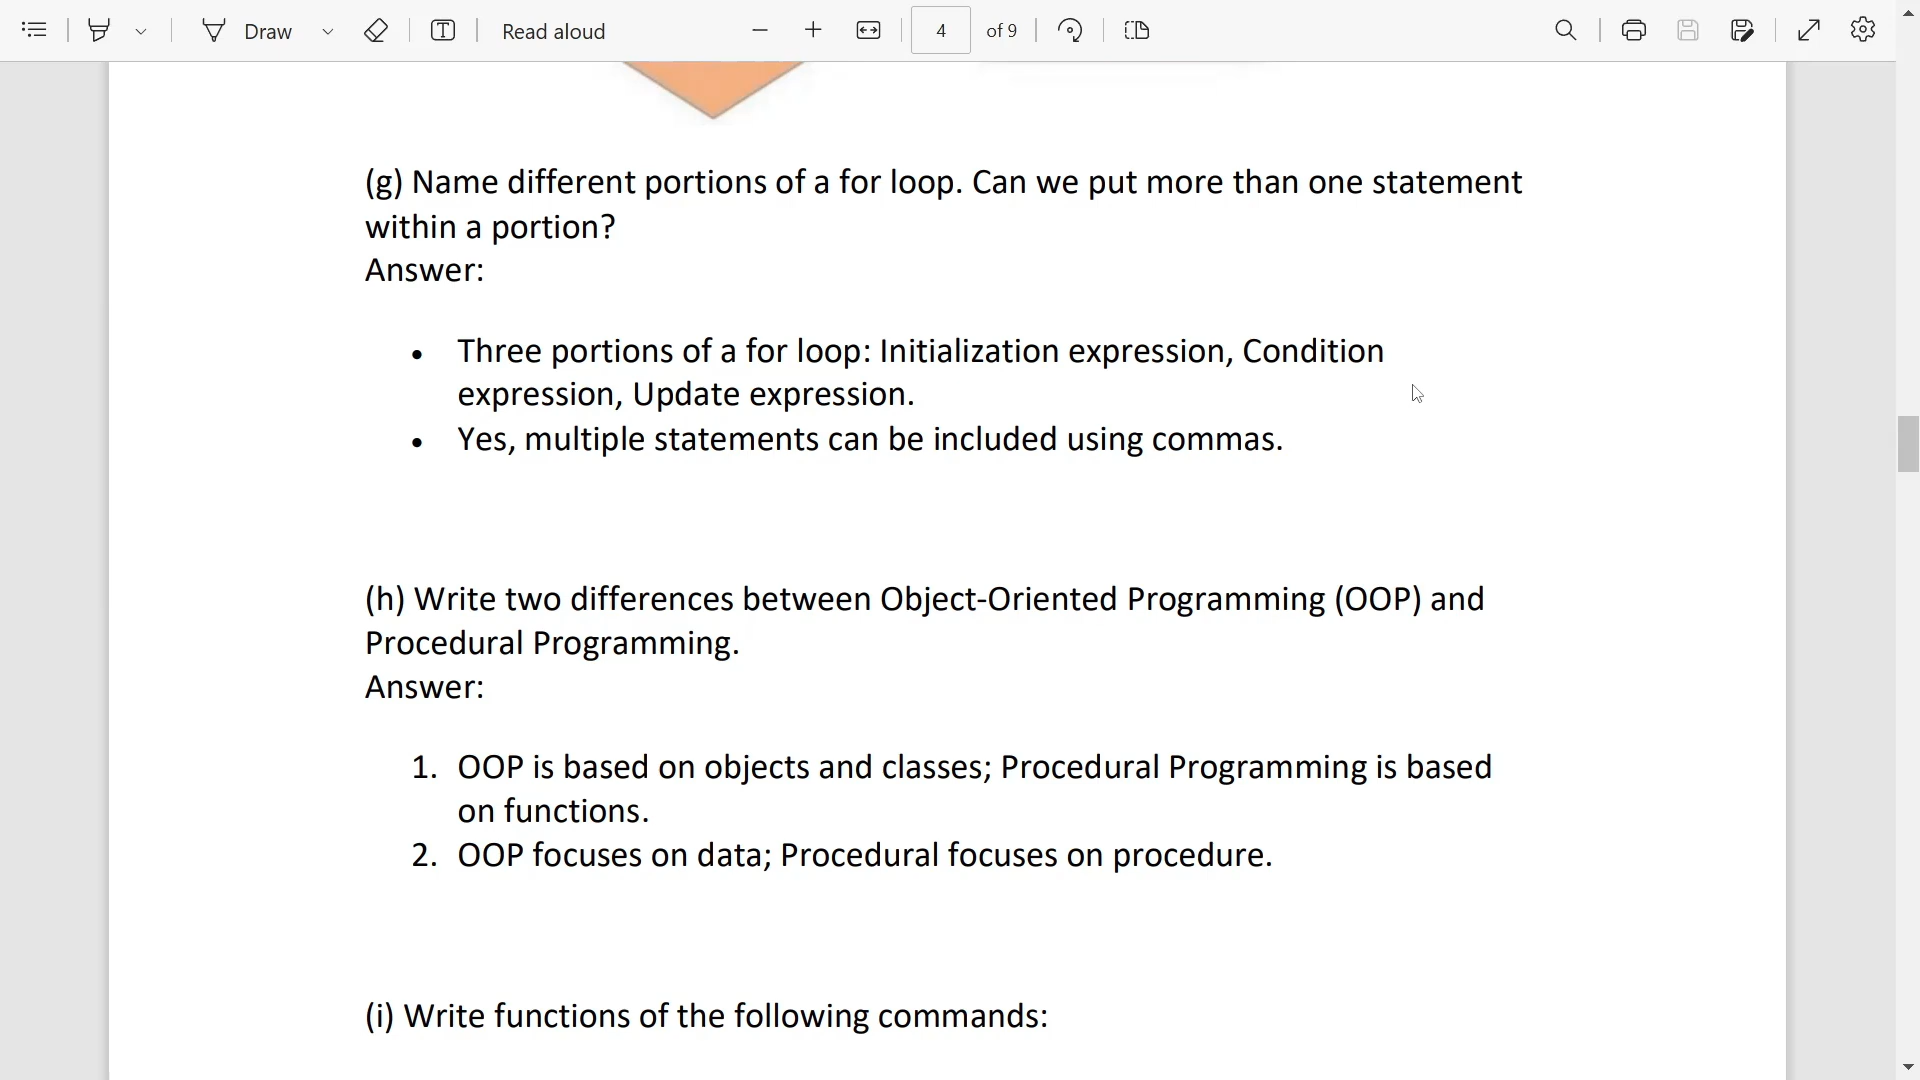 Draw
Read aloud
4 of 9
(g) Name different portions of a for loop. Can we put more than one statement
within a portion?
Answer:
• Three portions of a for loop: Initialization expression, Condition
expression, Update expression.
• Yes, multiple statements can be included using commas.
(h) Write two differences between Object-Oriented Programming (OOP) and
Procedural Programming.
Answer:
1. OOP is based on objects and classes; Procedural Programming is based
on functions.
2. OOP focuses on data; Procedural focuses on procedure.
(i) Write functions of the following commands: